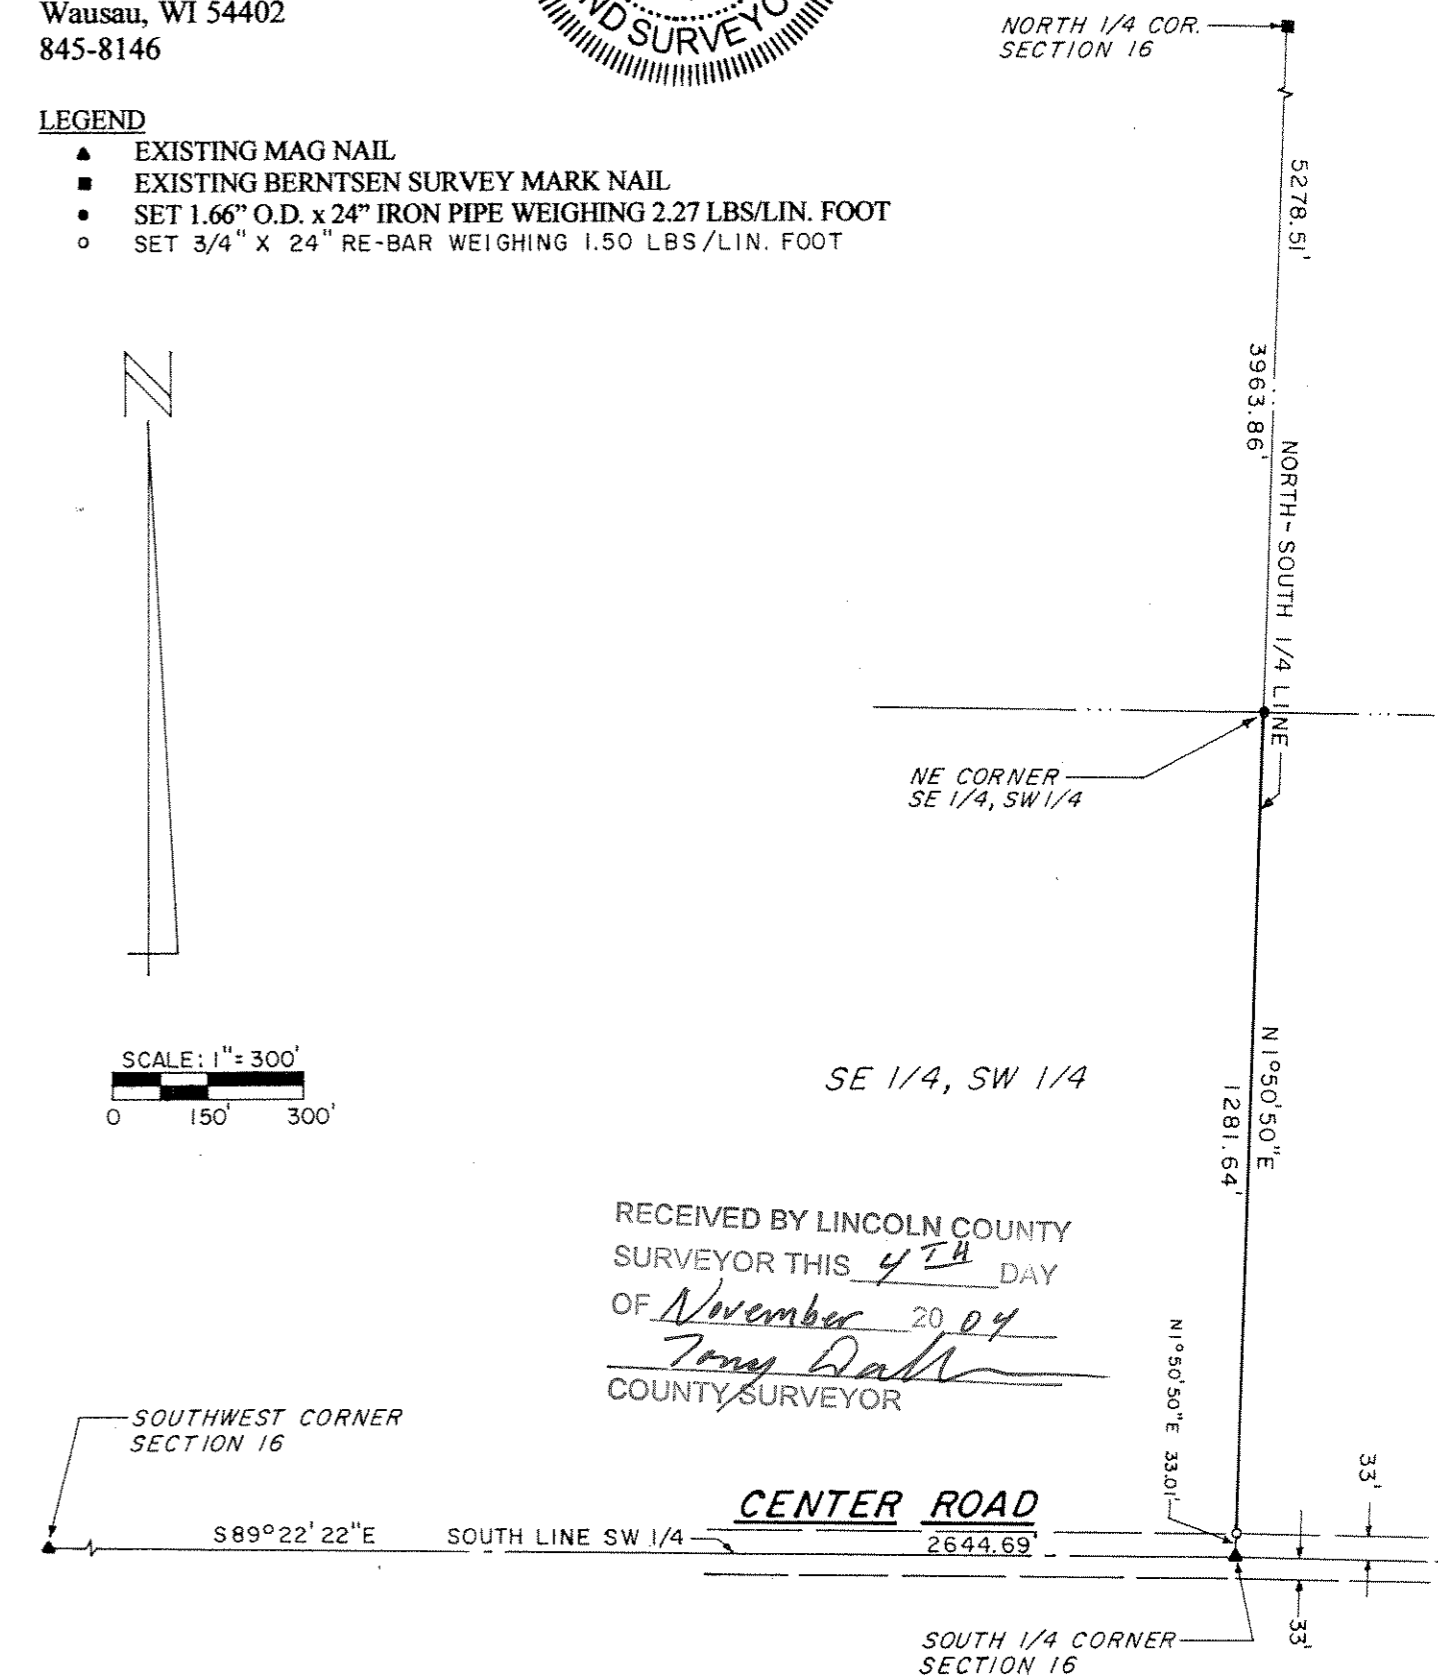 Wausau, WI 54402
845-8146
ND SURVEYO
NORTH 1/4 COR.
SECTION 16
LEGEND
▲ EXISTING MAG NAIL
■ EXISTING BERNTSEN SURVEY MARK NAIL
● SET 1.66” O.D. x 24” IRON PIPE WEIGHING 2.27 LBS/LIN. FOOT
○ SET 3/4" X 24" RE-BAR WEIGHING 1.50 LBS/LIN. FOOT
5278.51'
3963.86'
N
NORTH-SOUTH 1/4 LINE
NE CORNER
SE 1/4, SW 1/4
SCALE: 1"= 300'
0 150' 300'
SE 1/4, SW 1/4
N 1°50'50"E
1281.64'
RECEIVED BY LINCOLN COUNTY
SURVEYOR THIS 4TH DAY
OF November 20 04
Tony
COUNTY SURVEYOR
N1°50'50"E 33.01'
33'
SOUTHWEST CORNER
SECTION 16
CENTER ROAD
S89°22'22"E SOUTH LINE SW 1/4 2644.69'
33'
SOUTH 1/4 CORNER
SECTION 16